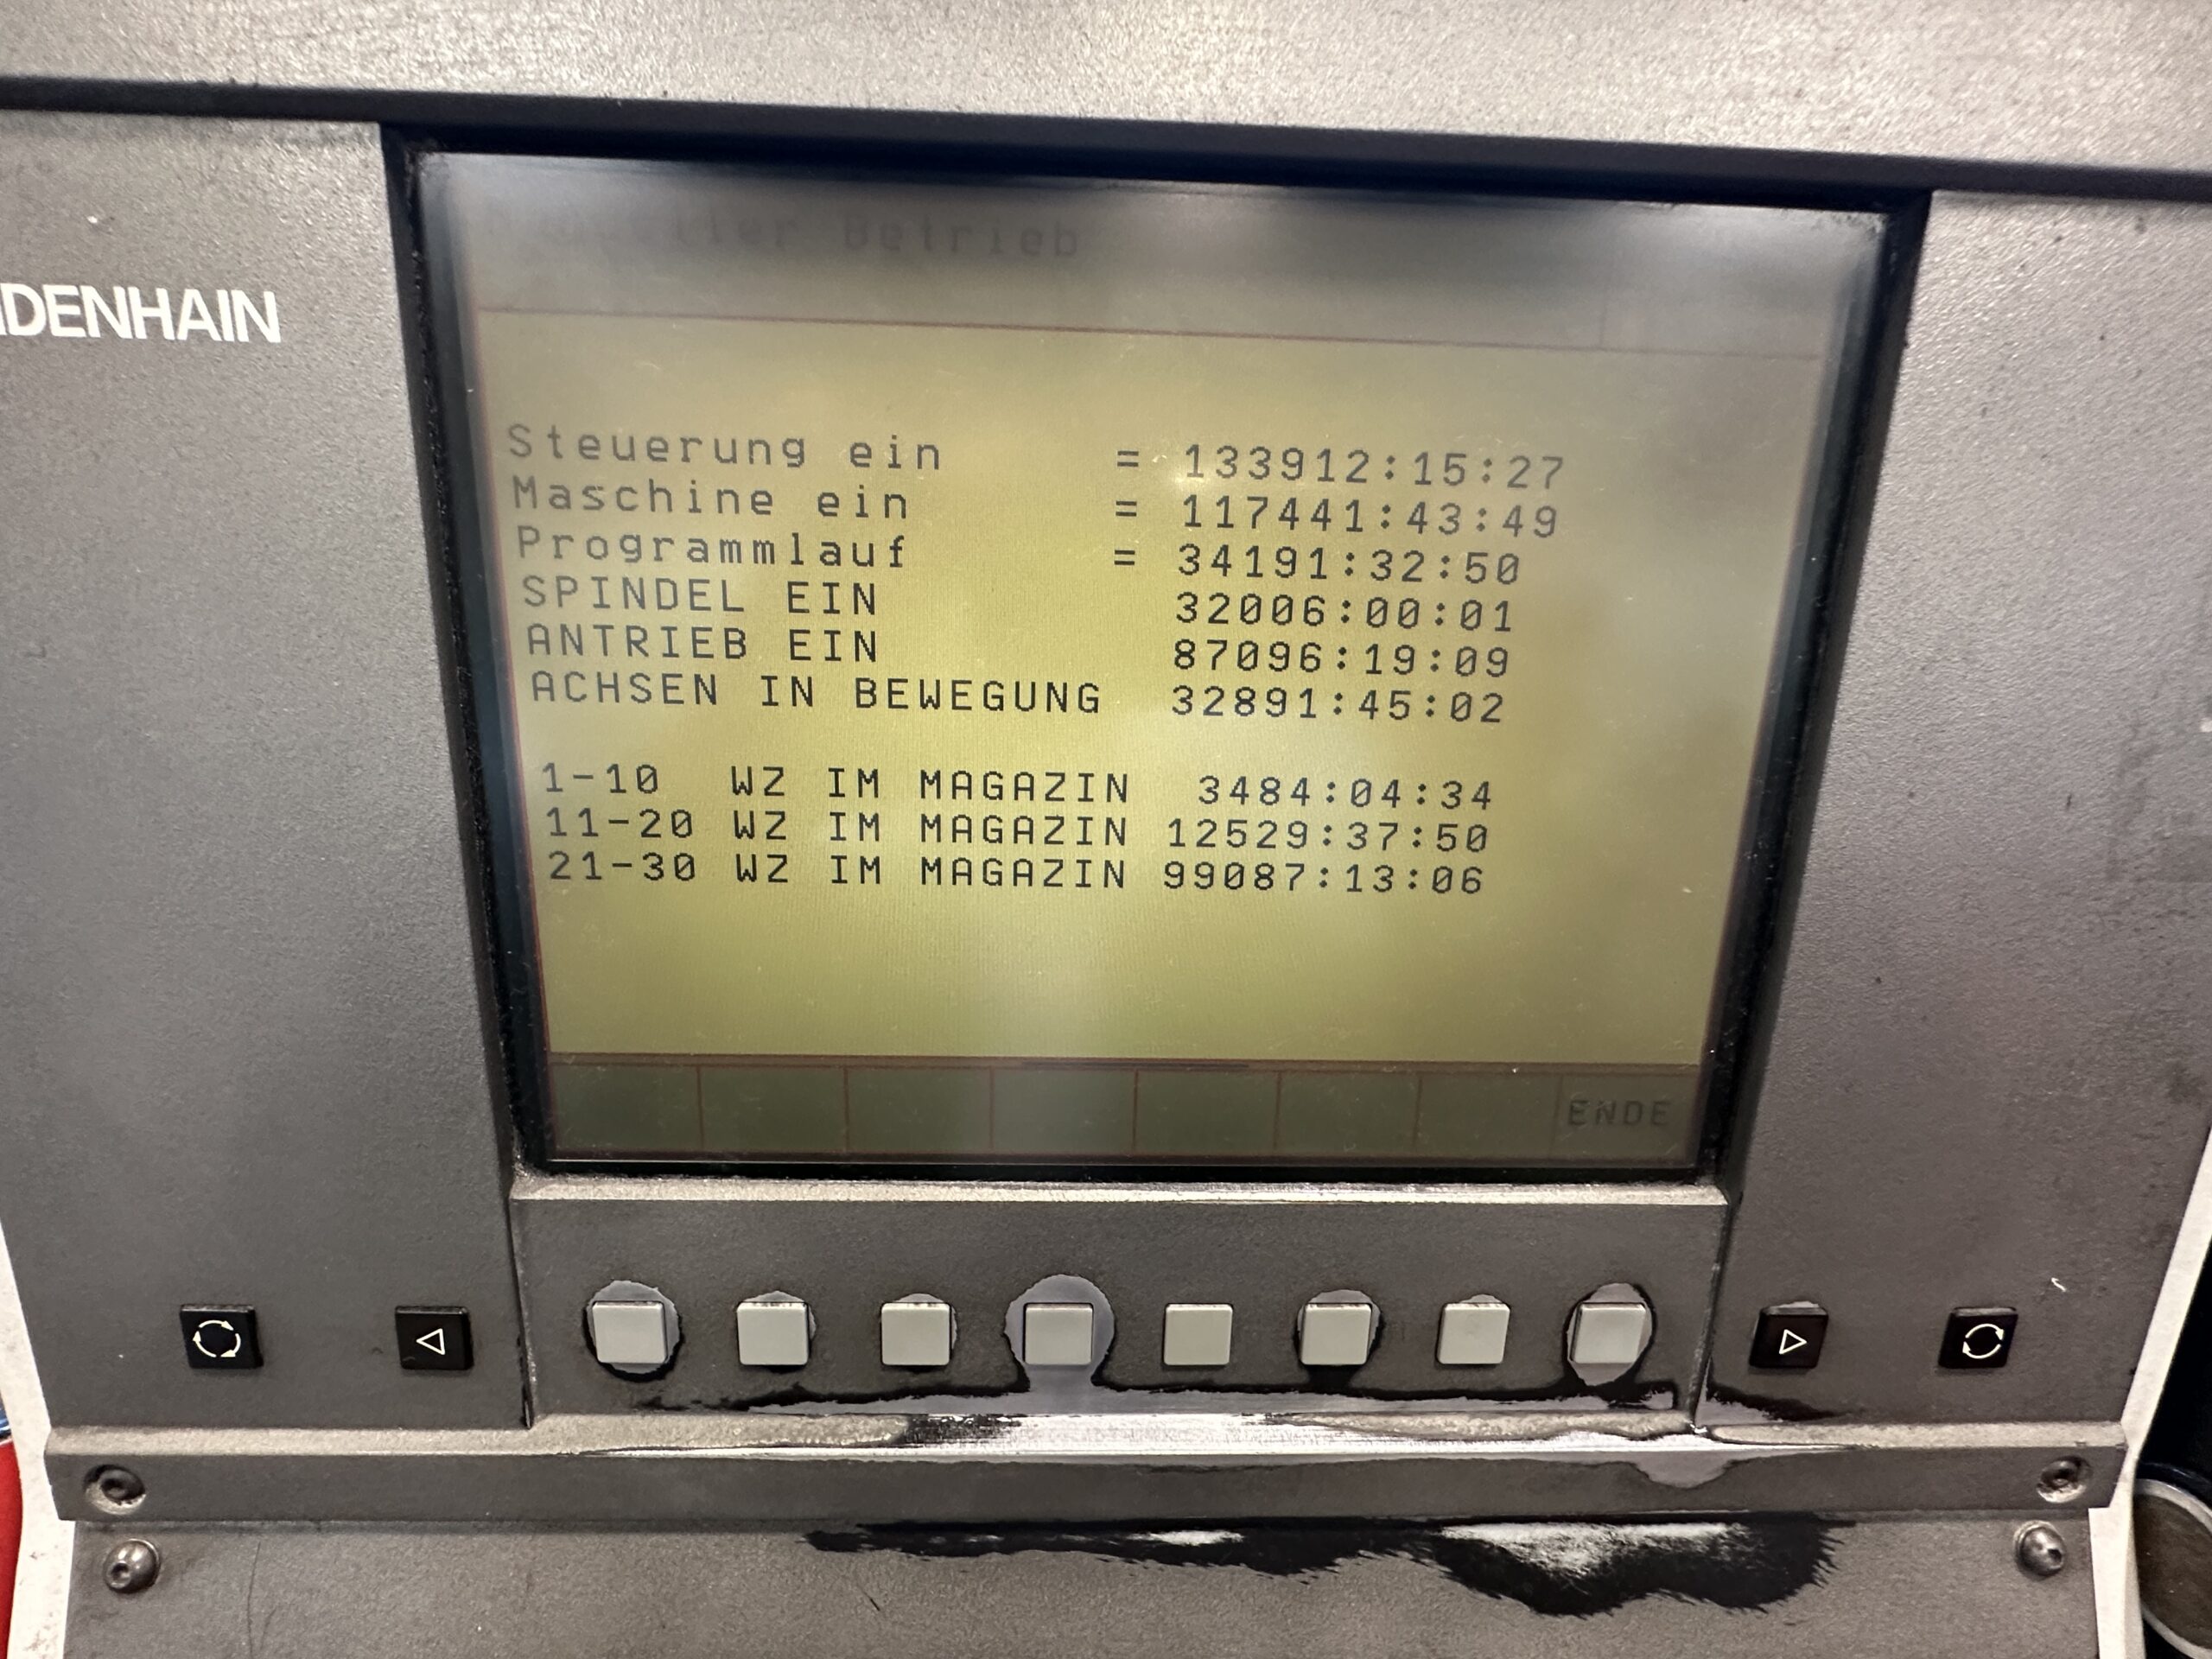 Betrieb
DENHAIN
Steuerung ein = 133912:15:27
Maschine ein = 117441:43:49
Programmlauf = 34191:32:50
SPINDEL EIN 32006:00:01
ANTRIEB EIN 87096:19:09
ACHSEN IN BEWEGUNG 32891:45:02
1-10 WZ IM MAGAZIN 3484:04:34
11-20 WZ IM MAGAZIN 12529:37:50
21-30 WZ IM MAGAZIN 99087:13:06
ENDE